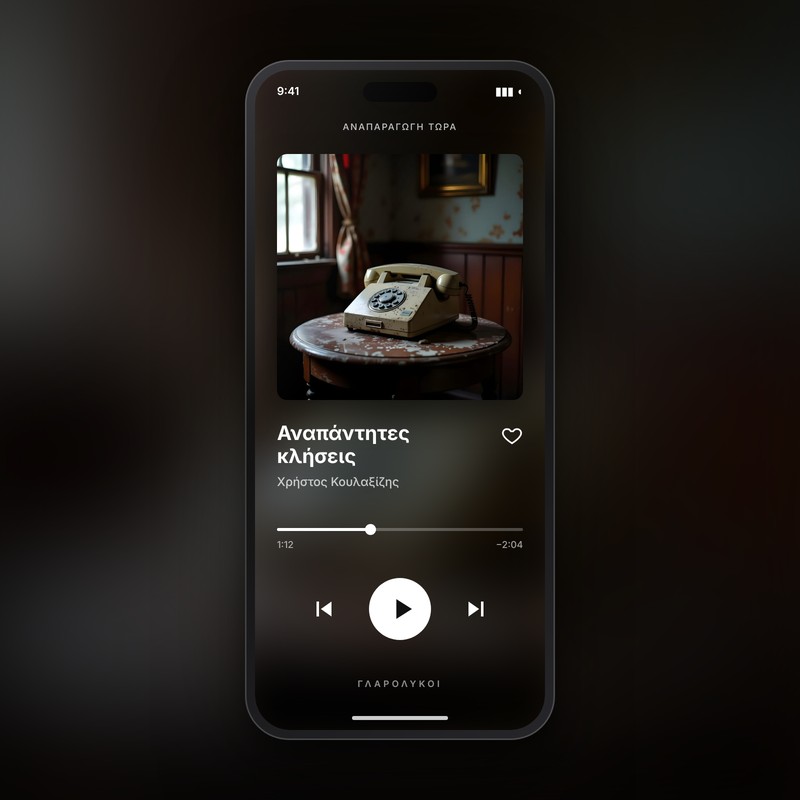 9:41
ΑΝΑΠΑΡΑΓΩΓΗ ΤΩΡΑ
Αναπάντητες
κλήσεις
Χρήστος Κουλαξίζης
1:12
−2:04
ΓΛΑΡΟΛΥΚΟΙ